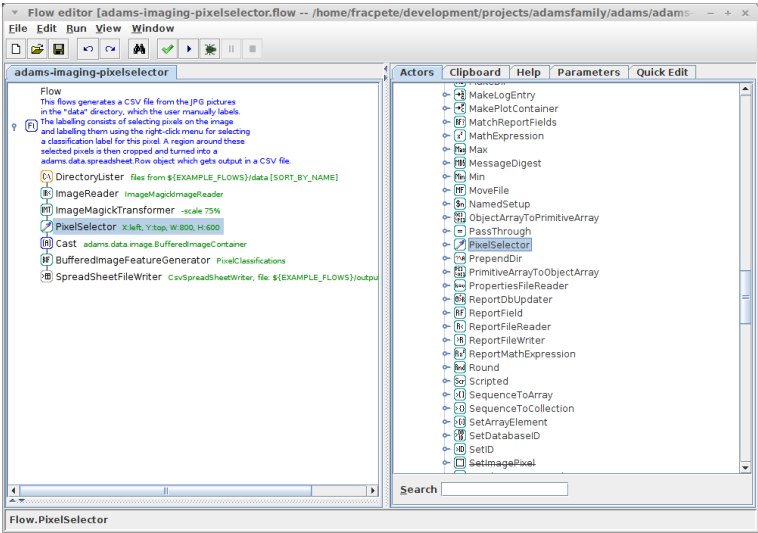 Flow editor [adams-imaging-pixelselector.flow -- /home/fracpete/development/projects/adamsfamily/adams/adams-
File Edit Run View Window
adams-imaging-pixelselector
Flow
This flows generates a CSV file from the JPG pictures
in the "data" directory, which the user manually labels.
The labelling consists of selecting pixels on the image
and labelling them using the right-click menu for selecting
a classification label for this pixel. A region around these
selected pixels is then cropped and turned into a
adams.data.spreadsheet.Row object which gets output in a CSV file.
DirectoryLister files from ${EXAMPLE_FLOWS}/data [SORT_BY_NAME]
ImageReader ImageMagickImageReader
ImageMagickTransformer -scale 75%
PixelSelector X:left, Y:top, W:800, H:600
Cast adams.data.image.BufferedImageContainer
BufferedImageFeatureGenerator PixelClassifications
SpreadSheetFileWriter CsvSpreadSheetWriter, file: ${EXAMPLE_FLOWS}/outpu
Actors Clipboard Help Parameters Quick Edit
MakeLogEntry
MakePlotContainer
MatchReportFields
MathExpression
Max
MessageDigest
Min
MoveFile
NamedSetup
ObjectArrayToPrimitiveArray
PassThrough
PixelSelector
PrependDir
PrimitiveArrayToObjectArray
PropertiesFileReader
ReportDbUpdater
ReportField
ReportFileReader
ReportFileWriter
ReportMathExpression
Round
Scripted
SequenceToArray
SequenceToCollection
SetArrayElement
SetDatabaseID
SetID
SetImagePixel
Search
Flow.PixelSelector